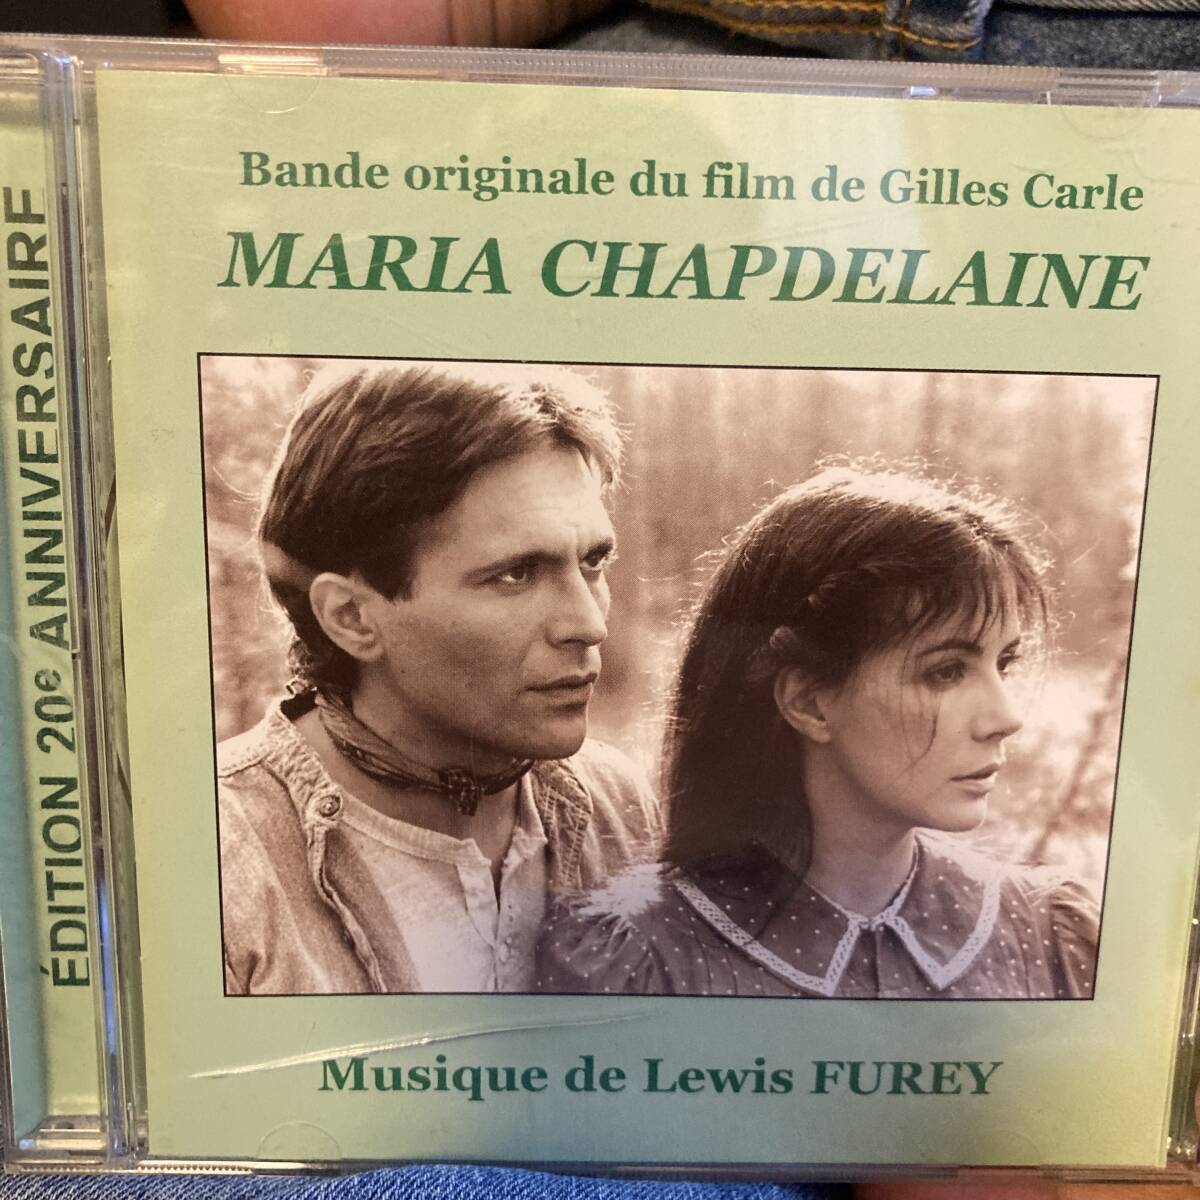 Bande originale du film de Gilles Carle
MARIA CHAPDELAINE
Musique de Lewis FUREY
ÉDITION 20e ANNIVERSAIRE